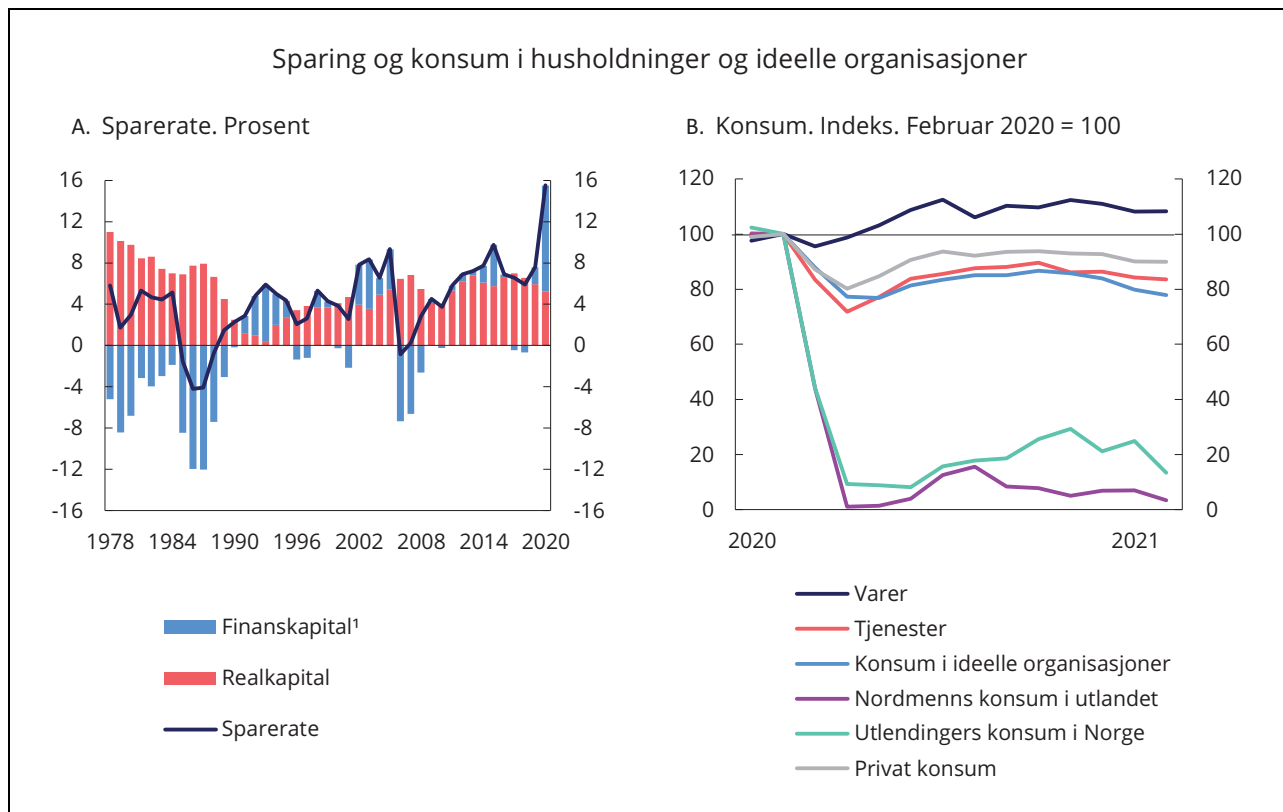 Sparing og konsum i husholdninger og ideelle organisasjoner
A. Sparerate. Prosent
16 16
12 12
8 8
4 4
0 0
-4 -4
-8 -8
-12 -12
-16 -16
1978 1984 1990 1996 2002 2008 2014 2020
Finanskapital¹
Realkapital
Sparerate
B. Konsum. Indeks. Februar 2020 = 100
120 120
100 100
80 80
60 60
40 40
20 20
0 0
2020 2021
Varer
Tjenester
Konsum i ideelle organisasjoner
Nordmenns konsum i utlandet
Utlendingers konsum i Norge
Privat konsum